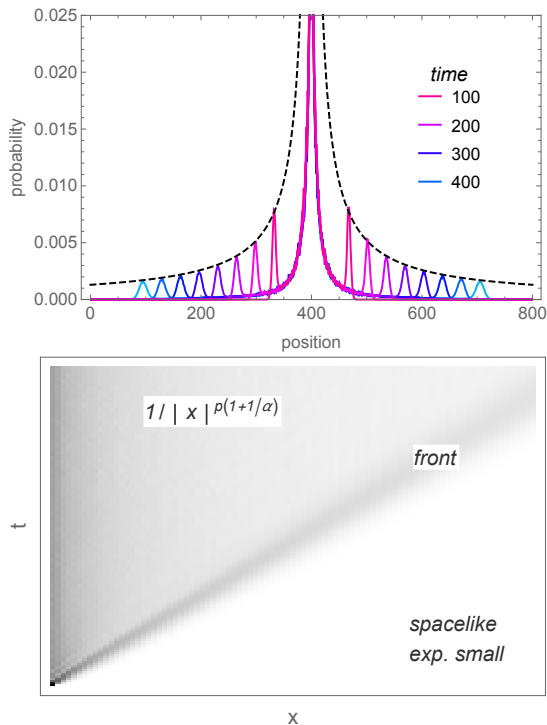 0.025
0.020
0.015
0.010
0.005
0.000
probability
time
100
200
300
400
0 200 400 600 800
position
1/|x|^p(1+1/α)
front
t
spacelike
exp. small
x